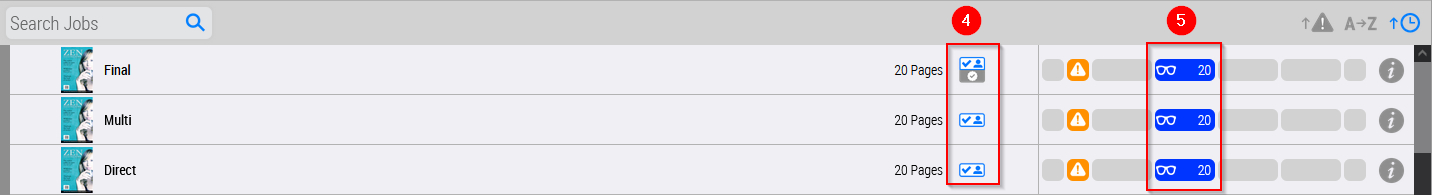 4 5
Search Jobs A→Z
ZEN Final 20 Pages 20 i
ZEN Multi 20 Pages 20 i
ZEN Direct 20 Pages 20 i